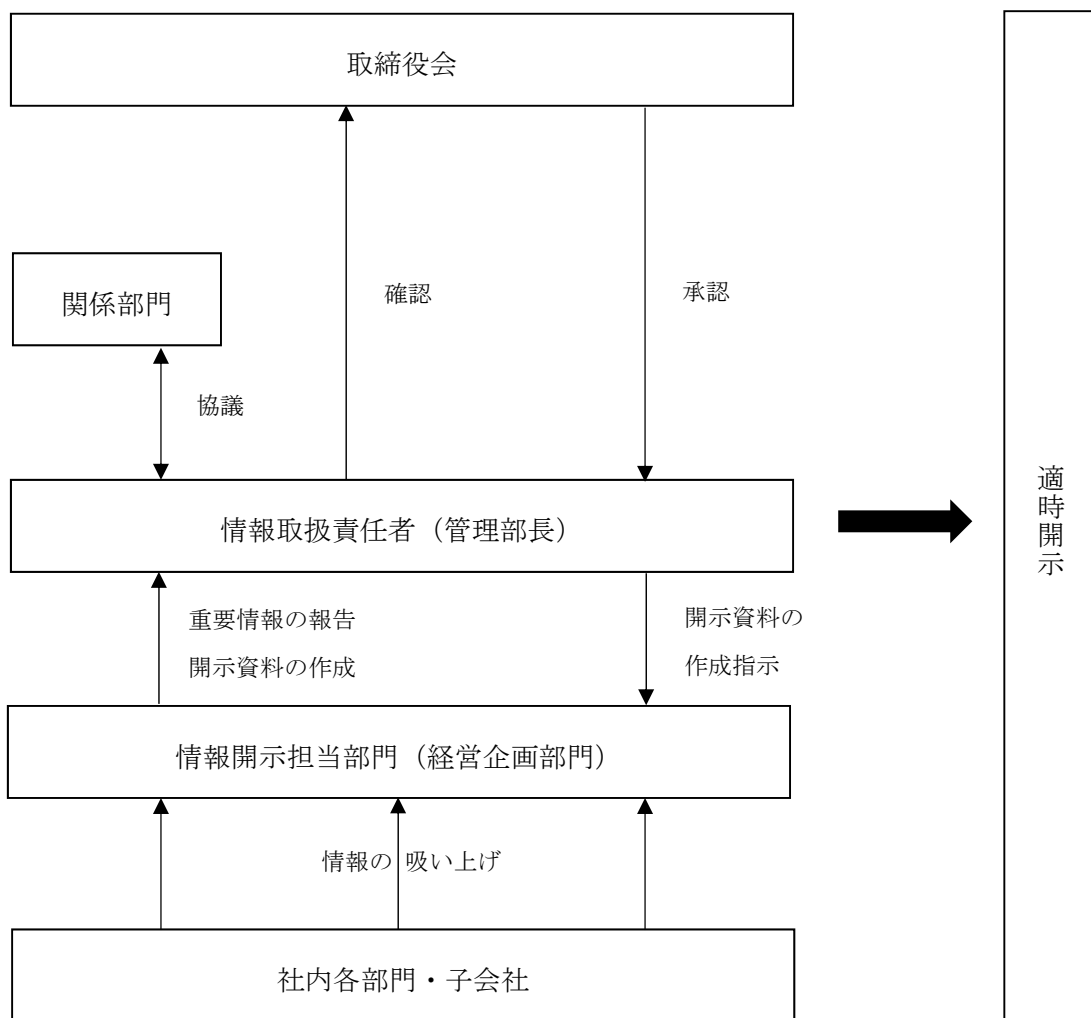 取締役会
関係部門
確認
承認
協議
情報取扱責任者（管理部長）
適時開示
重要情報の報告
開示資料の作成
開示資料の
作成指示
情報開示担当部門（経営企画部門）
情報の吸い上げ
社内各部門・子会社